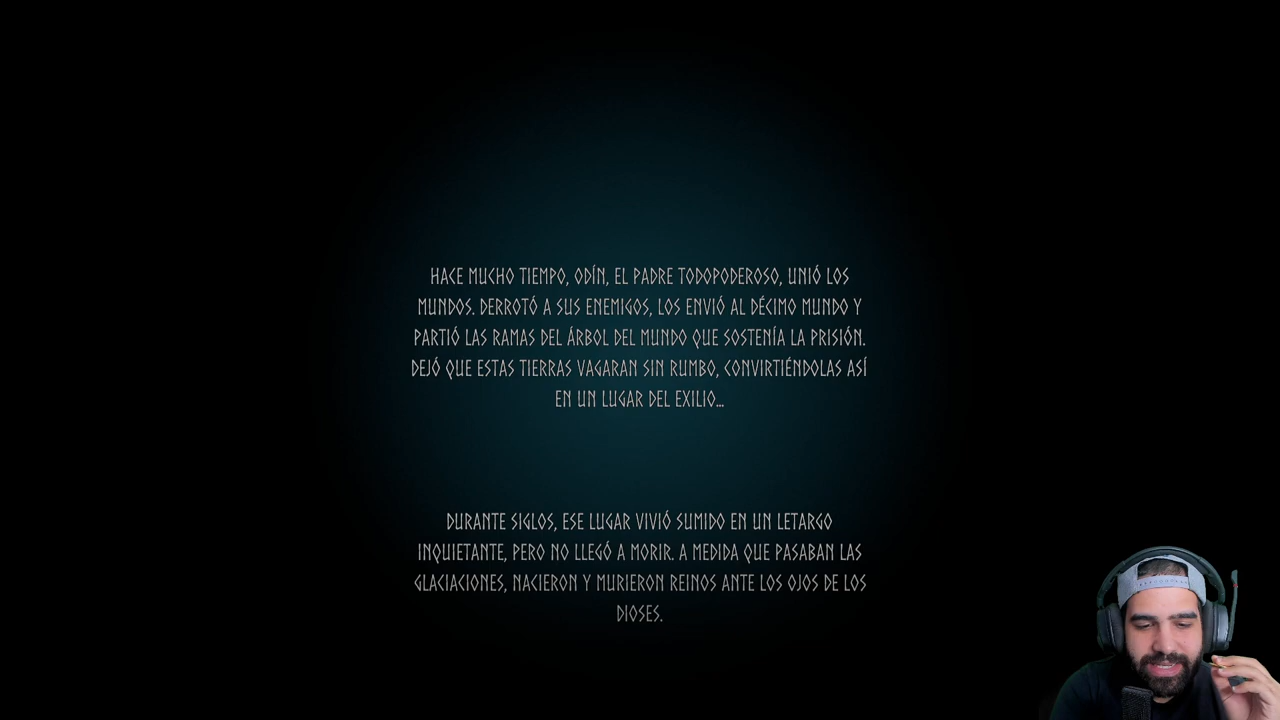 HACE MUCHO TIEMPO, ODÍN, EL PADRE TODOPODEROSO, UNIÓ LOS
MUNDOS. DERROTÓ A SUS ENEMIGOS, LOS ENVIÓ AL DÉCIMO MUNDO Y
PARTIÓ LAS RAMAS DEL ÁRBOL DEL MUNDO QUE SOSTENÍA LA PRISIÓN.
DEJÓ QUE ESTAS TIERRAS VAGARAN SIN RUMBO, CONVIRTIÉNDOLAS ASÍ
EN UN LUGAR DEL EXILIO...
DURANTE SIGLOS, ESE LUGAR VIVIÓ SUMIDO EN UN LETARGO
INQUIETANTE, PERO NO LLEGÓ A MORIR. A MEDIDA QUE PASABAN LAS
GLACIACIONES, NACIERON Y MURIERON REINOS ANTE LOS OJOS DE LOS
DIOSES.